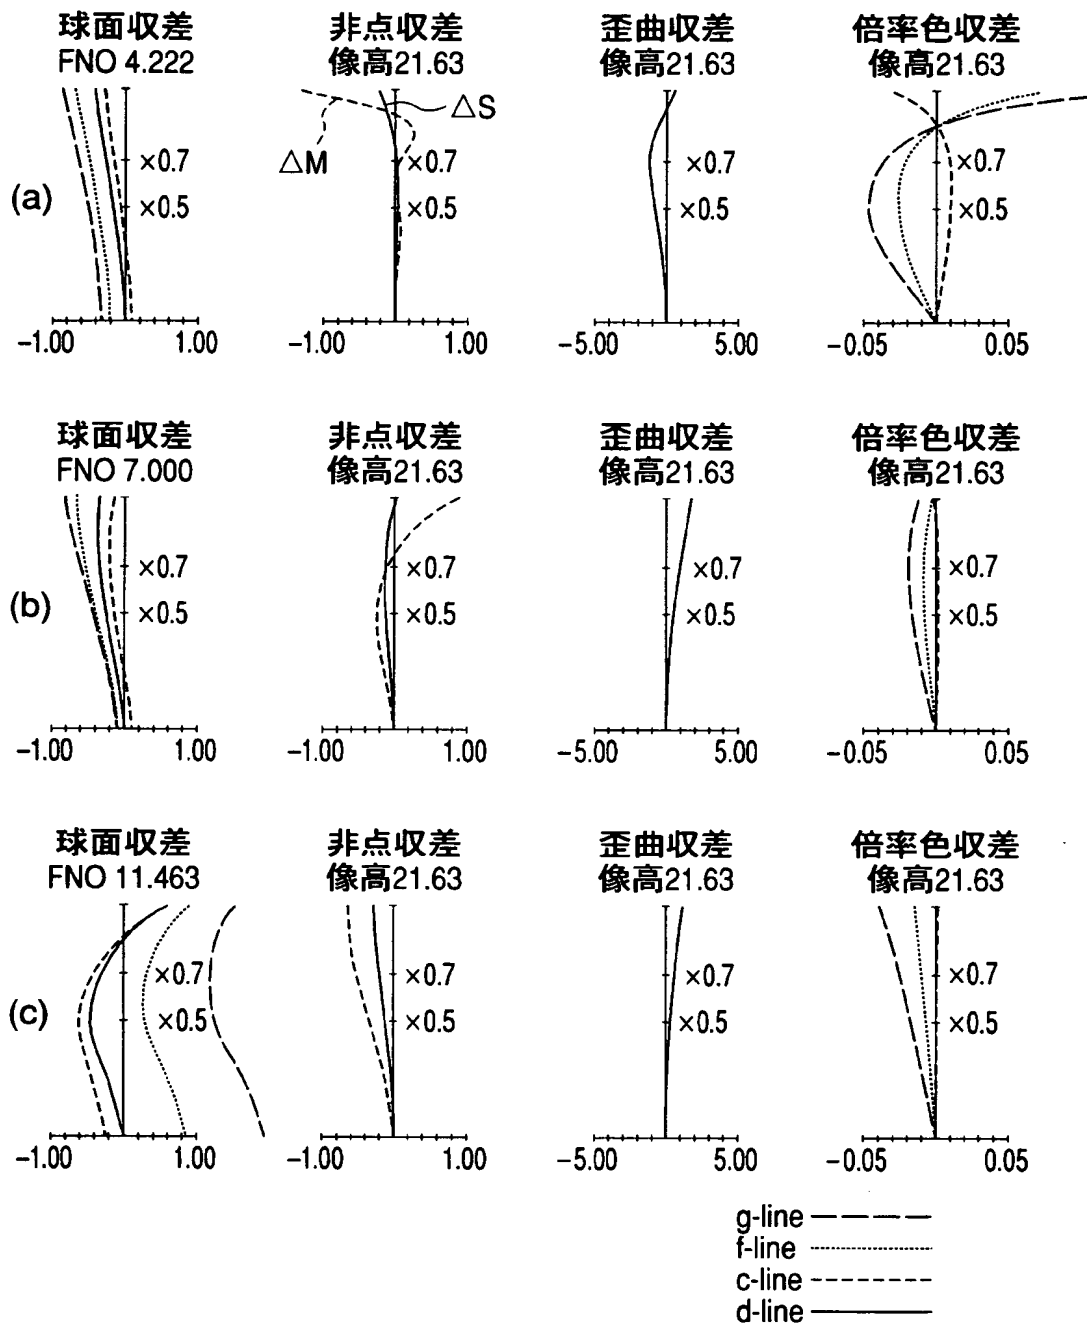 球面収差
FNO 4.222
非点収差
像高21.63
歪曲収差
像高21.63
倍率色収差
像高21.63
(a)
×0.7
×0.5
-1.00
1.00
△S
△M
×0.7
×0.5
-1.00
1.00
×0.7
×0.5
-5.00
5.00
×0.7
×0.5
-0.05
0.05
球面収差
FNO 7.000
非点収差
像高21.63
歪曲収差
像高21.63
倍率色収差
像高21.63
(b)
×0.7
×0.5
-1.00
1.00
×0.7
×0.5
-1.00
1.00
×0.7
×0.5
-5.00
5.00
×0.7
×0.5
-0.05
0.05
球面収差
FNO 11.463
非点収差
像高21.63
歪曲収差
像高21.63
倍率色収差
像高21.63
(c)
×0.7
×0.5
-1.00
1.00
×0.7
×0.5
-1.00
1.00
×0.7
×0.5
-5.00
5.00
×0.7
×0.5
-0.05
0.05
g-line
f-line
c-line
d-line